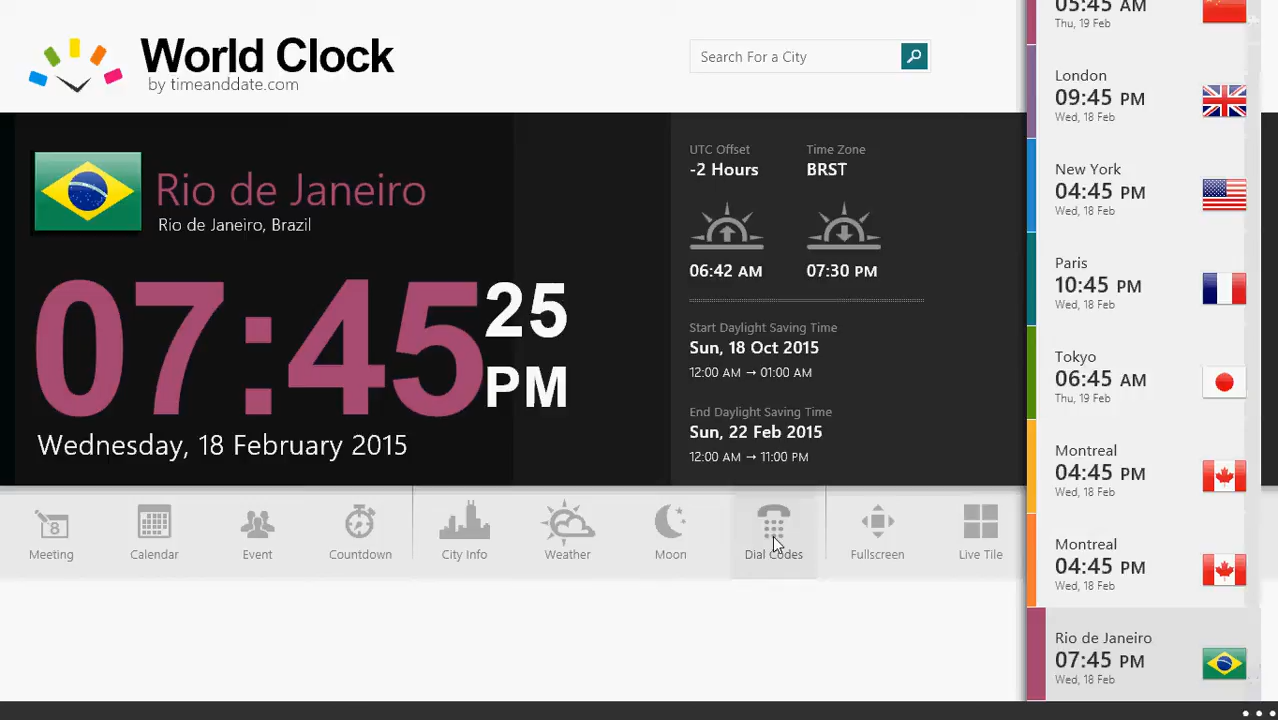 World Clock
by timeanddate.com
Search For a City
Rio de Janeiro
Rio de Janeiro, Brazil
07:45 25 PM
Wednesday, 18 February 2015
UTC Offset
-2 Hours
Time Zone
BRST
06:42 AM
07:30 PM
Start Daylight Saving Time
Sun, 18 Oct 2015
12:00 AM → 01:00 AM
End Daylight Saving Time
Sun, 22 Feb 2015
12:00 AM → 11:00 PM
8
Meeting
Calendar
Event
Countdown
City Info
Weather
Moon
Dial Codes
Fullscreen
Live Tile
05:45 AM
Thu, 19 Feb
London
09:45 PM
Wed, 18 Feb
New York
04:45 PM
Wed, 18 Feb
Paris
10:45 PM
Wed, 18 Feb
Tokyo
06:45 AM
Thu, 19 Feb
Montreal
04:45 PM
Wed, 18 Feb
Montreal
04:45 PM
Wed, 18 Feb
Rio de Janeiro
07:45 PM
Wed, 18 Feb